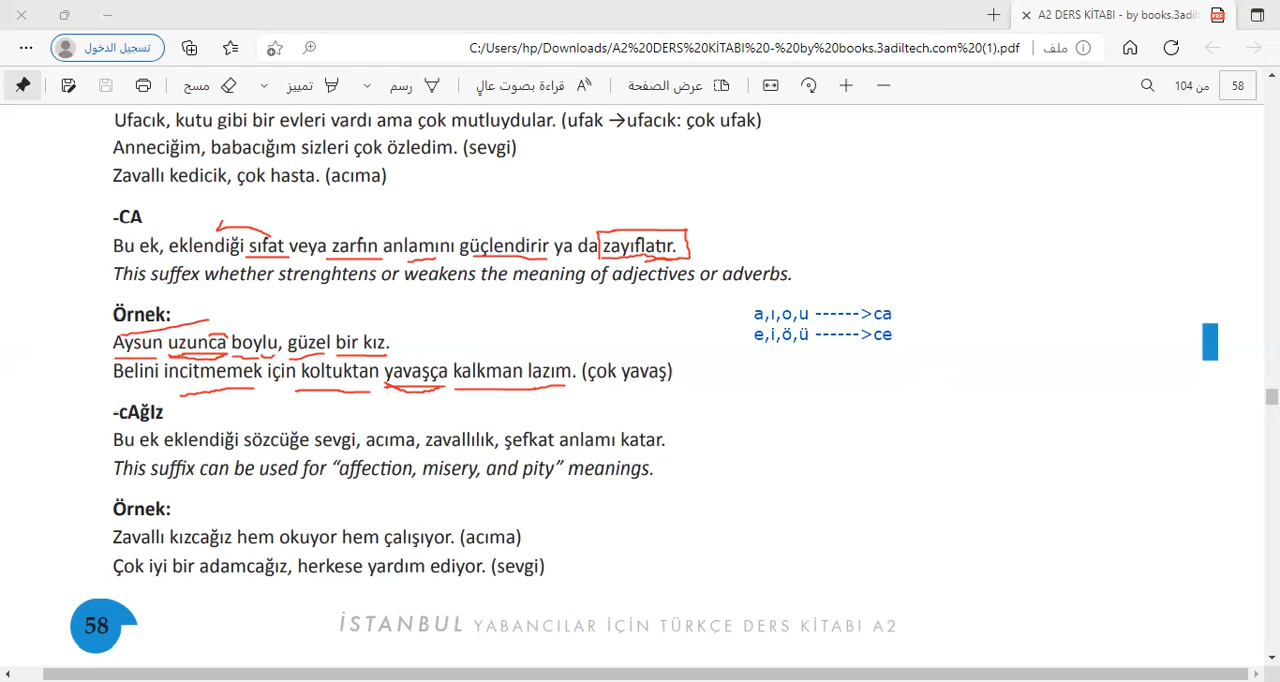 A2 DERS KİTABI - by books.3adil
تسجيل الدخول
C:/Users/hp/Downloads/A2%20DERS%20KİTABI%20-%20by%20books.3adiltech.com%20(1).pdf
ملف
مسح
تمييز
رسم
قراءة بصوت عالٍ
عرض الصفحة
من 104
58
Ufacık, kutu gibi bir evleri vardı ama çok mutluydular. (ufak →ufacık: çok ufak)
Anneciğim, babacığım sizleri çok özledim. (sevgi)
Zavallı kedicik, çok hasta. (acıma)
-CA
Bu ek, eklendiği sıfat veya zarfın anlamını güçlendirir ya da zayıflatır.
This suffex whether strenghtens or weakens the meaning of adjectives or adverbs.
Örnek:
a,ı,o,u ------>ca
e,i,ö,ü ------>ce
Aysun uzunca boylu, güzel bir kız.
Belini incitmemek için koltuktan yavaşça kalkman lazım. (çok yavaş)
-cAğIz
Bu ek eklendiği sözcüğe sevgi, acıma, zavallılık, şefkat anlamı katar.
This suffix can be used for “affection, misery, and pity” meanings.
Örnek:
Zavallı kızcağız hem okuyor hem çalışıyor. (acıma)
Çok iyi bir adamcağız, herkese yardım ediyor. (sevgi)
58
İSTANBUL YABANCILAR İÇİN TÜRKÇE DERS KİTABI A2